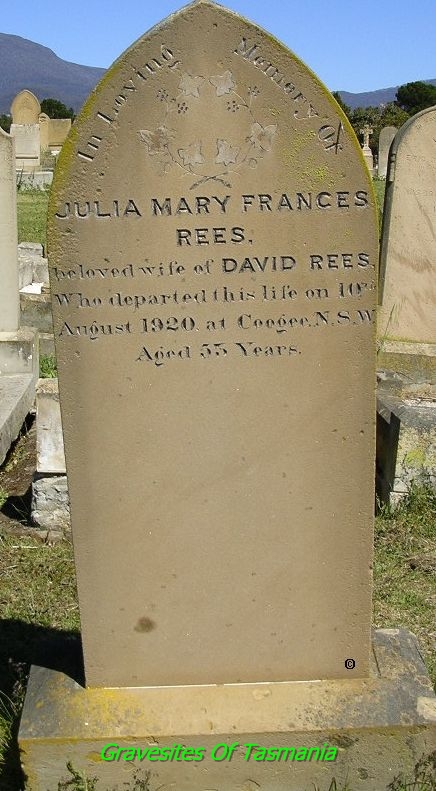 In Loving Memory Of
JULIA MARY FRANCES
REES,
beloved wife of DAVID REES,
Who departed this life on 10th
August 1920, at Coogee, N.S.W.
Aged 55 Years.
©
Gravesites Of Tasmania